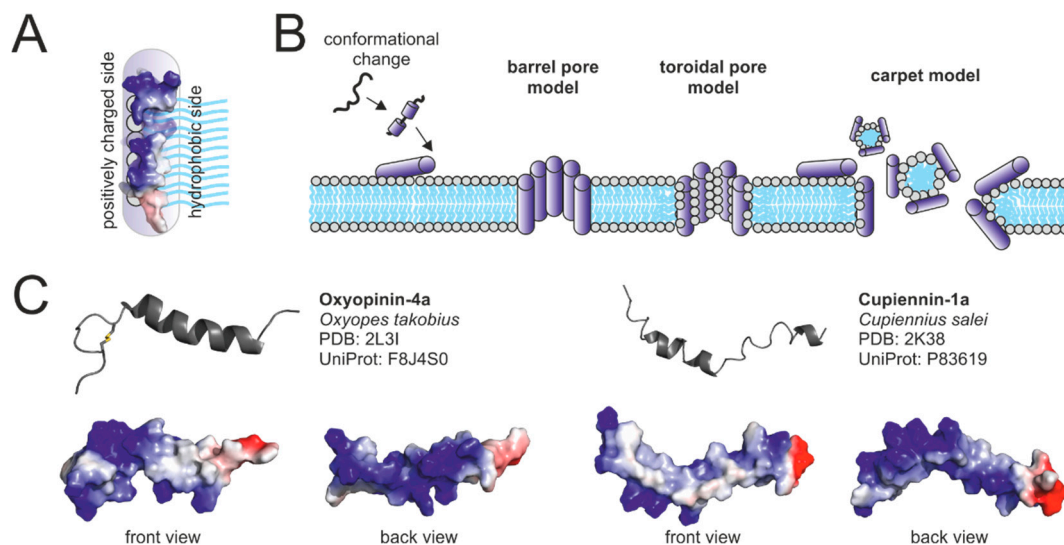 A
positively charged side
hydrophobic side
B
conformational
change
barrel pore
model
toroidal pore
model
carpet model
C
Oxyopinin-4a
Oxyopes takobius
PDB: 2L3I
UniProt: F8J4S0
Cupiennin-1a
Cupiennius salei
PDB: 2K38
UniProt: P83619
front view
back view
front view
back view